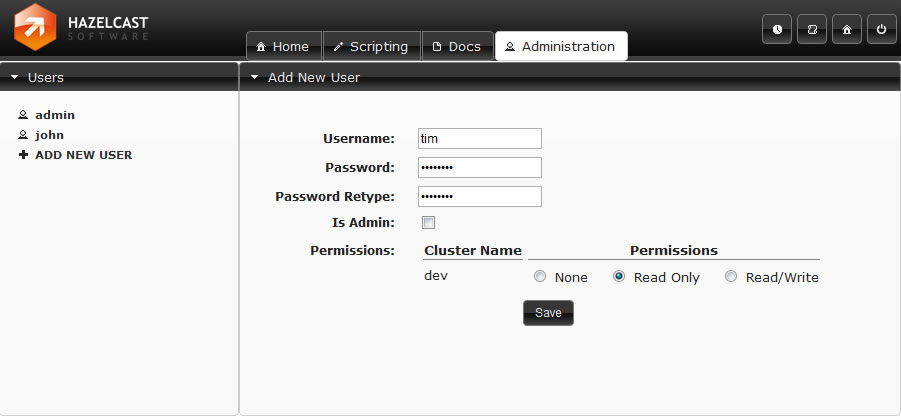 HAZELCAST
SOFTWARE
Home Scripting Docs Administration
Users
Add New User
admin
john
ADD NEW USER
Username: tim
Password: ••••••••
Password Retype: ••••••••
Is Admin:
Permissions: Cluster Name Permissions
dev None Read Only Read/Write
Save